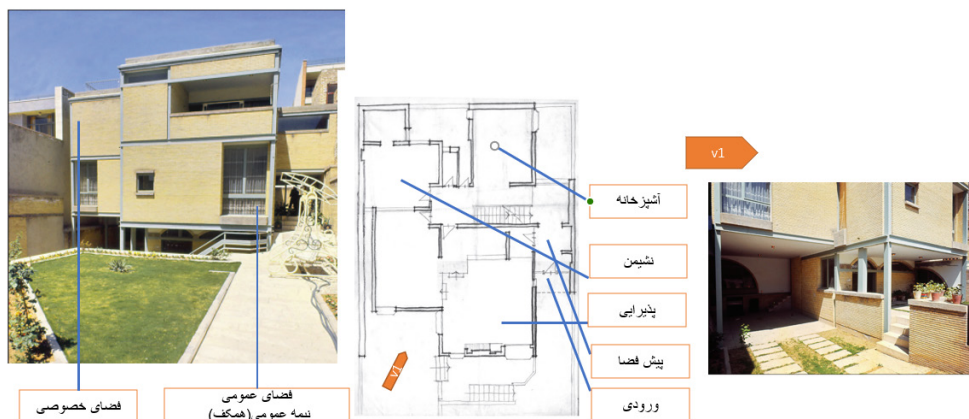 v1
آشپزخانه
نشیمن
پذیرایی
پیش فضا
ورودی
v1
فضای خصوصی
فضای عمومی
نیمه عمومی(همکف)